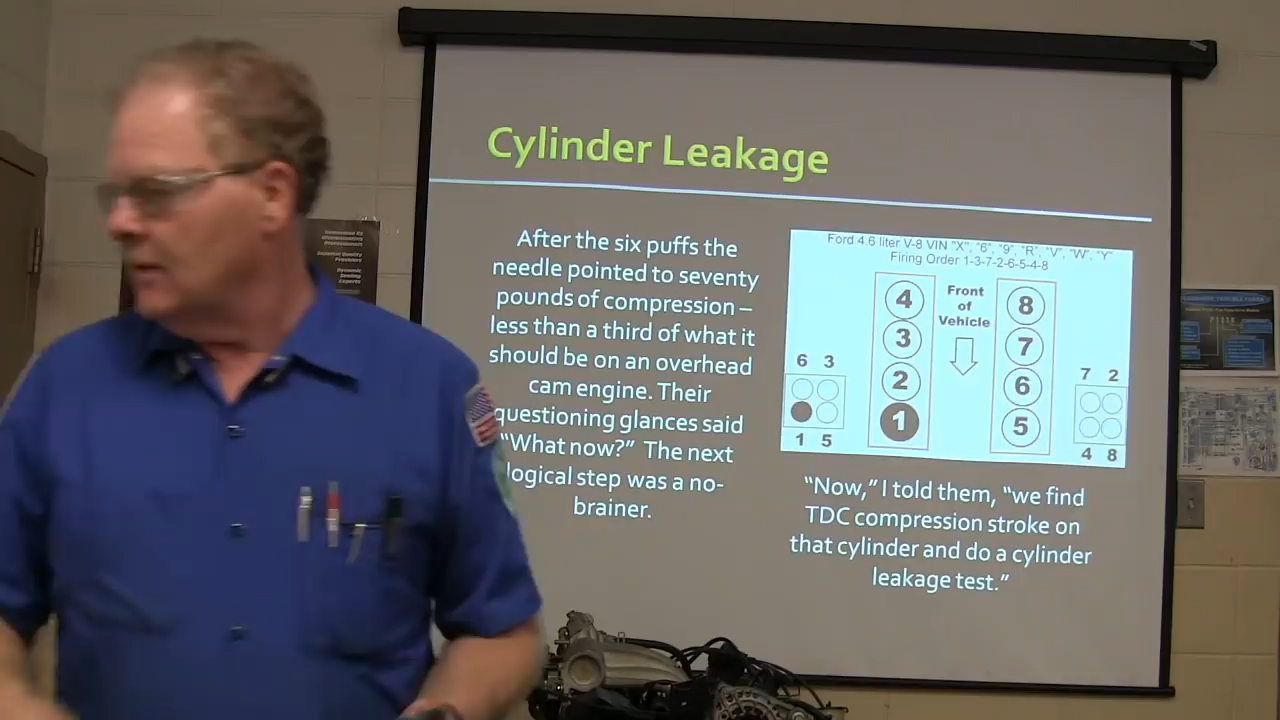 Cylinder Leakage
After the six puffs the
needle pointed to seventy
pounds of compression –
less than a third of what it
should be on an overhead
cam engine. Their
questioning glances said
"What now?" The next
logical step was a no-
brainer.
Ford 4.6 liter V-8 VIN "X", "6", "9", "R", "V", "W", "Y"
Firing Order 1-3-7-2-6-5-4-8
Front
of
Vehicle
4
3
2
1
8
7
6
5
6 3
1 5
7 2
4 8
"Now," I told them, "we find
TDC compression stroke on
that cylinder and do a cylinder
leakage test."